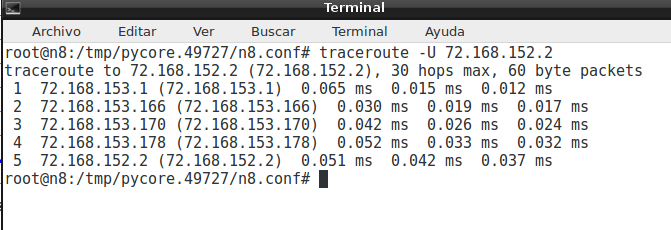 Terminal
Archivo Editar Ver Buscar Terminal Ayuda
root@n8:/tmp/pycore.49727/n8.conf# traceroute -U 72.168.152.2
traceroute to 72.168.152.2 (72.168.152.2), 30 hops max, 60 byte packets
 1  72.168.153.1 (72.168.153.1)  0.065 ms  0.015 ms  0.012 ms
 2  72.168.153.166 (72.168.153.166)  0.030 ms  0.019 ms  0.017 ms
 3  72.168.153.170 (72.168.153.170)  0.042 ms  0.026 ms  0.024 ms
 4  72.168.153.178 (72.168.153.178)  0.052 ms  0.033 ms  0.032 ms
 5  72.168.152.2 (72.168.152.2)  0.051 ms  0.042 ms  0.037 ms
root@n8:/tmp/pycore.49727/n8.conf#